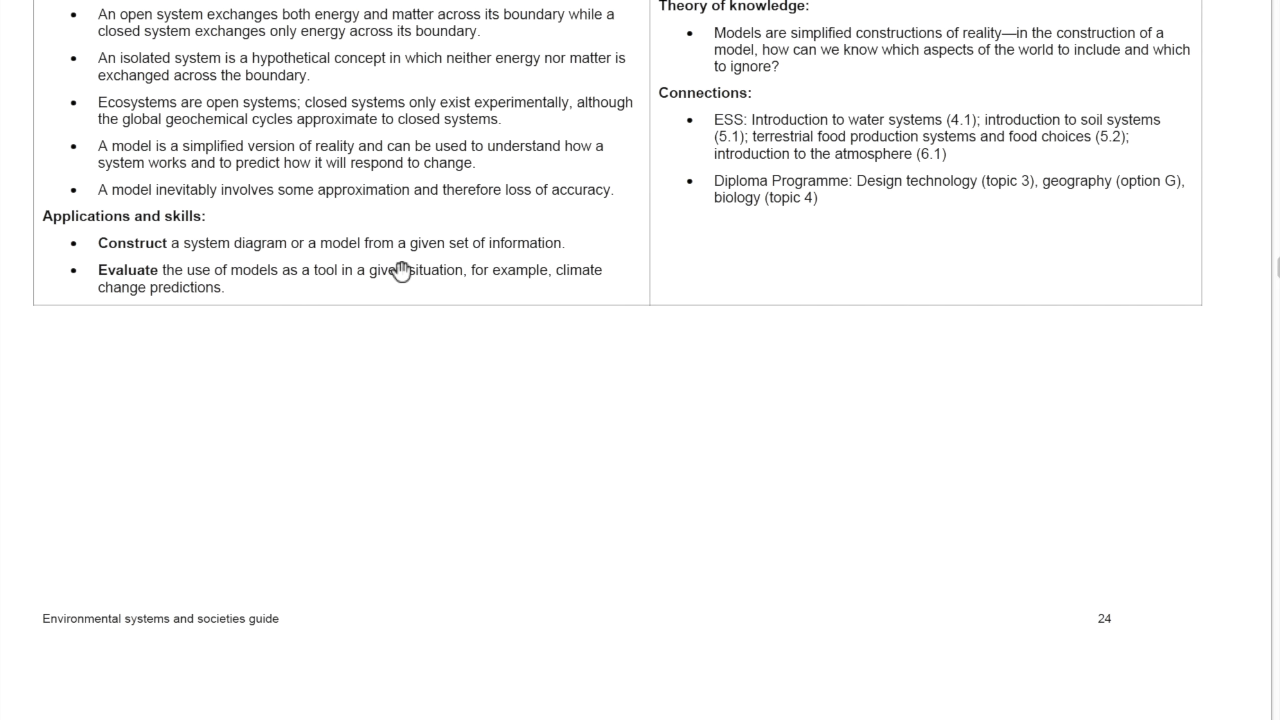 • An open system exchanges both energy and matter across its boundary while a
closed system exchanges only energy across its boundary.
• An isolated system is a hypothetical concept in which neither energy nor matter is
exchanged across the boundary.
• Ecosystems are open systems; closed systems only exist experimentally, although
the global geochemical cycles approximate to closed systems.
• A model is a simplified version of reality and can be used to understand how a
system works and to predict how it will respond to change.
• A model inevitably involves some approximation and therefore loss of accuracy.
Applications and skills:
• Construct a system diagram or a model from a given set of information.
• Evaluate the use of models as a tool in a given situation, for example, climate
change predictions.
Theory of knowledge:
• Models are simplified constructions of reality—in the construction of a
model, how can we know which aspects of the world to include and which
to ignore?
Connections:
• ESS: Introduction to water systems (4.1); introduction to soil systems
(5.1); terrestrial food production systems and food choices (5.2);
introduction to the atmosphere (6.1)
• Diploma Programme: Design technology (topic 3), geography (option G),
biology (topic 4)
Environmental systems and societies guide
24